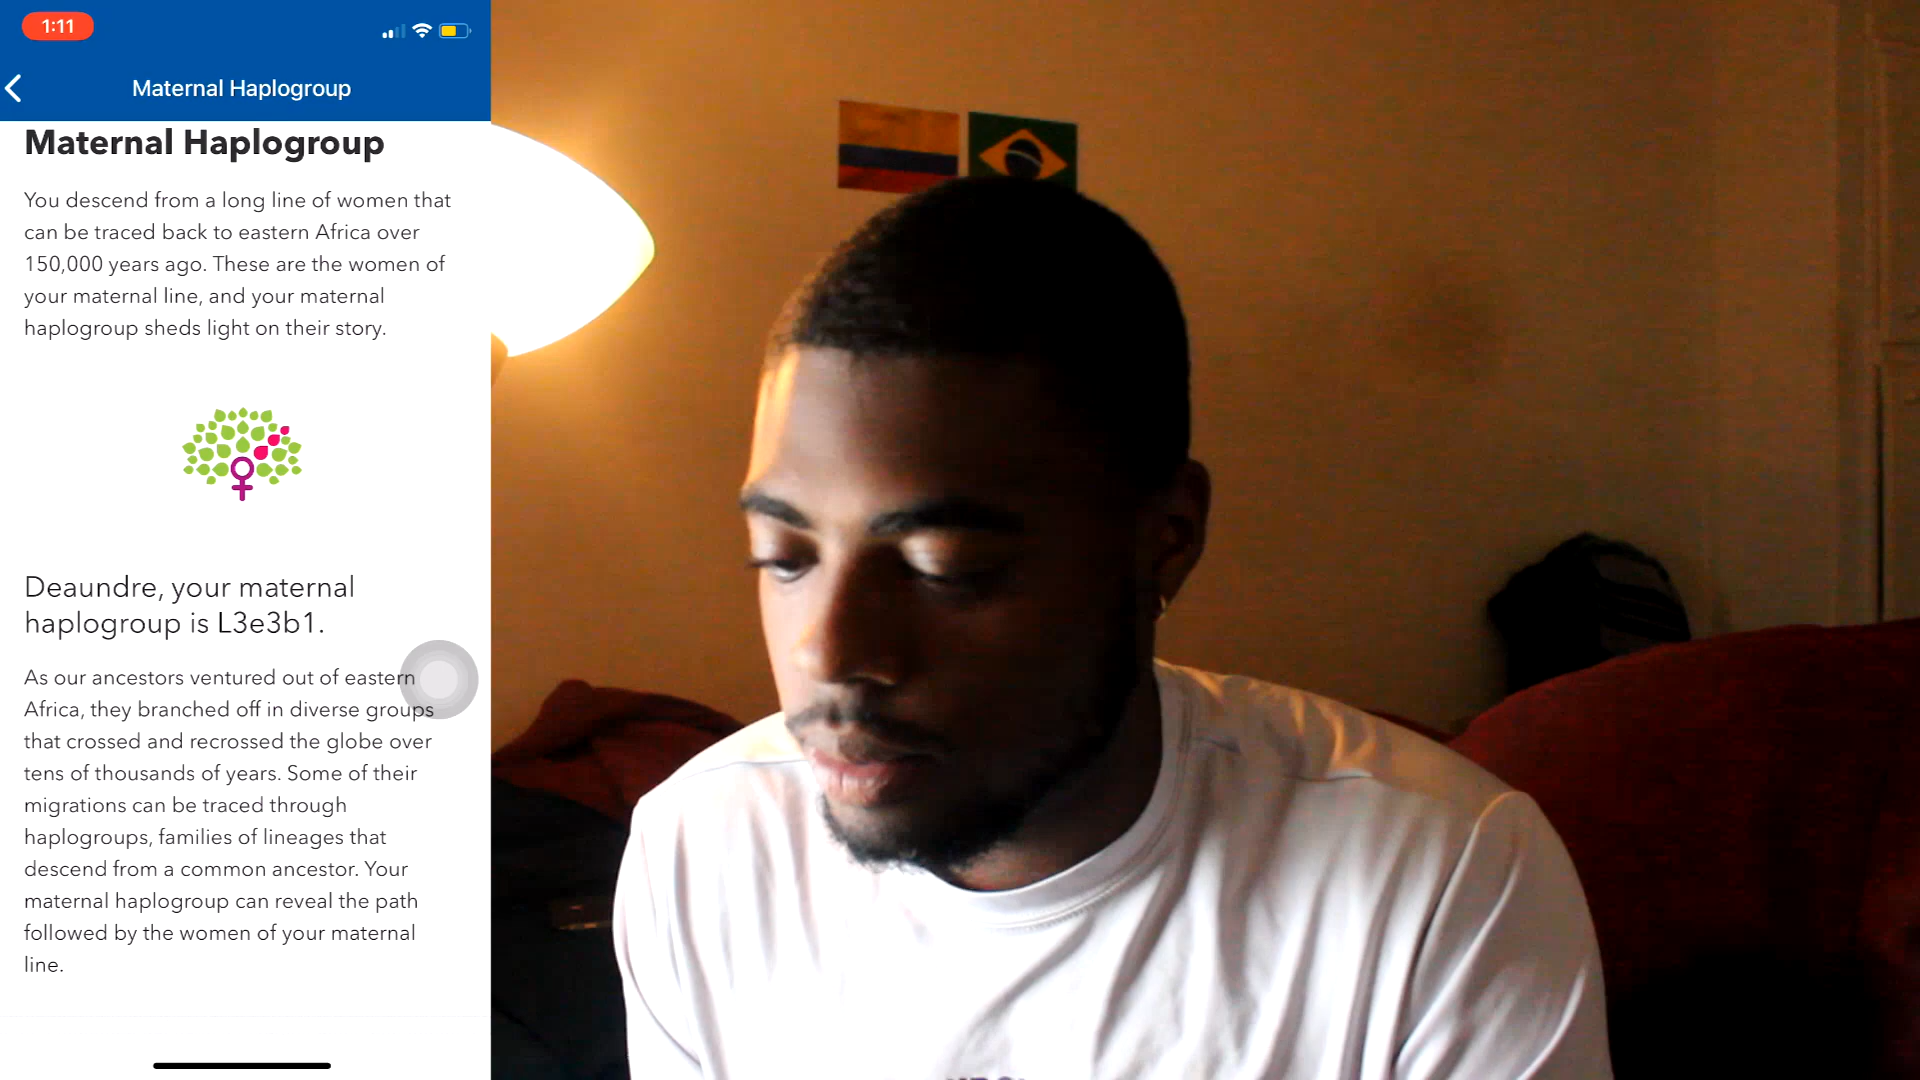 1:11
Maternal Haplogroup
Maternal Haplogroup
You descend from a long line of women that
can be traced back to eastern Africa over
150,000 years ago. These are the women of
your maternal line, and your maternal
haplogroup sheds light on their story.
Deaundre, your maternal
haplogroup is L3e3b1.
As our ancestors ventured out of eastern
Africa, they branched off in diverse groups
that crossed and recrossed the globe over
tens of thousands of years. Some of their
migrations can be traced through
haplogroups, families of lineages that
descend from a common ancestor. Your
maternal haplogroup can reveal the path
followed by the women of your maternal
line.